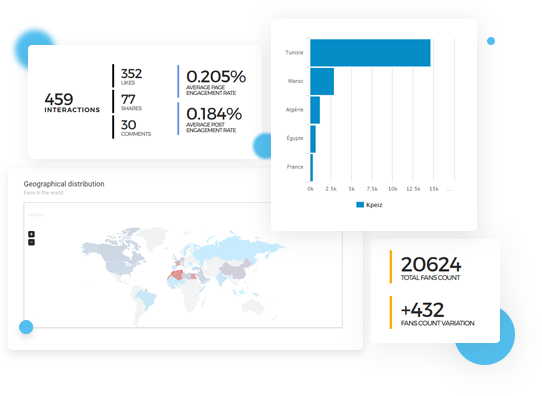 459
INTERACTIONS
352
LIKES
77
SHARES
30
COMMENTS
0.205%
AVERAGE PAGE
ENGAGEMENT RATE
0.184%
AVERAGE POST
ENGAGEMENT RATE
Tunisie
Maroc
Algérie
Égypte
France
0k 2.5k 5k 7.5k 10k 12.5k 15k ...
Kpeiz
Geographical distribution
Fans in the world
+
−
20624
TOTAL FANS COUNT
+432
FANS COUNT VARIATION